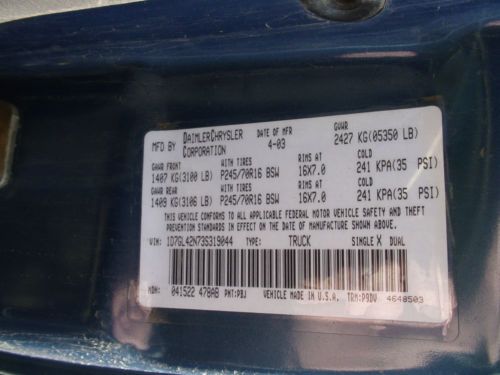 MFD BY DAIMLERCHRYSLER CORPORATION DATE OF MFR 4-03 GVWR 2427 KG(05350 LB)
GAWR FRONT WITH TIRES RIMS AT COLD
1407 KG(3100 LB) P245/70R16 BSW 16X7.0 241 KPA(35 PSI)
GAWR REAR WITH TIRES RIMS AT COLD
1409 KG(3106 LB) P245/70R16 BSW 16X7.0 241 KPA(35 PSI)
THIS VEHICLE CONFORMS TO ALL APPLICABLE FEDERAL MOTOR VEHICLE SAFETY AND THEFT
PREVENTION STANDARDS IN EFFECT ON THE DATE OF MANUFACTURE SHOWN ABOVE.
VIN: 1D7GL42N73S319044 TYPE: TRUCK SINGLE X DUAL
MDH: 041522 478AB PNT:PBJ VEHICLE MADE IN U.S.A. TRM:P9DV 4648503